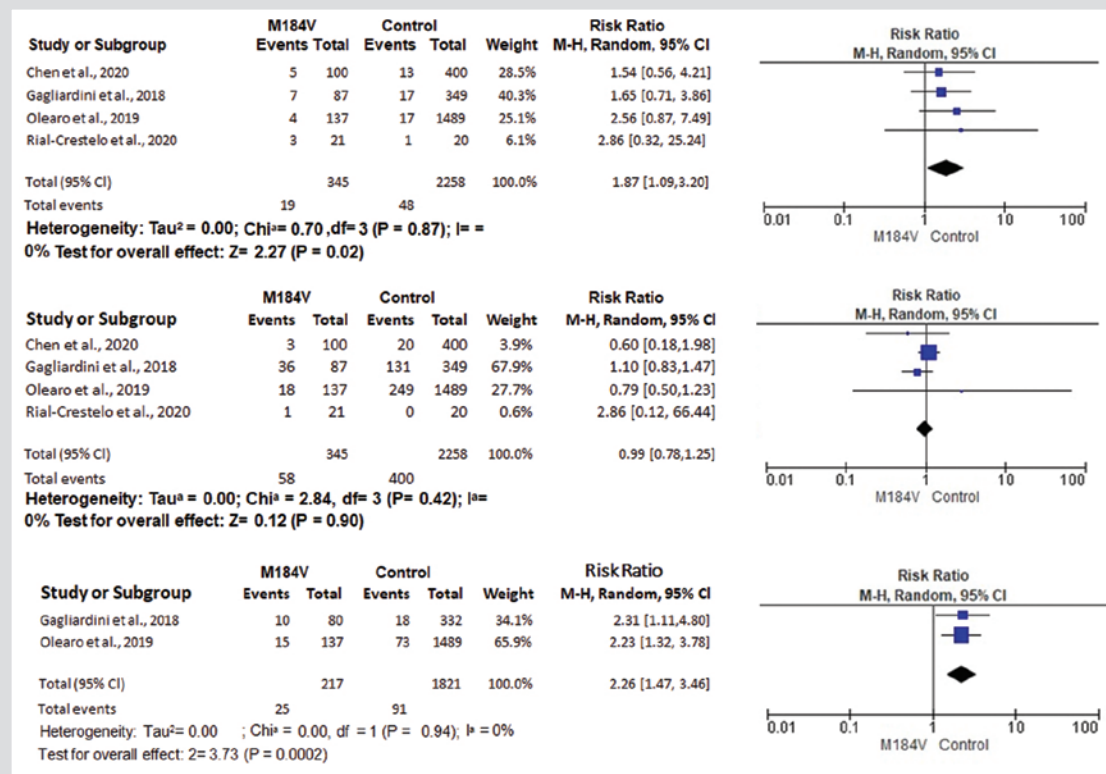 M184V Control Risk Ratio
Study or Subgroup Events Total Events Total Weight M-H, Random, 95% CI
Chen et al., 2020 5 100 13 400 28.5% 1.54 [0.56, 4.21]
Gagliardini et al., 2018 7 87 17 349 40.3% 1.65 [0.71, 3.86]
Olearo et al., 2019 4 137 17 1489 25.1% 2.56 [0.87, 7.49]
Rial-Crestelo et al., 2020 3 21 1 20 6.1% 2.86 [0.32, 25.24]
Total (95% CI) 345 2258 100.0% 1.87 [1.09,3.20]
Total events 19 48
Heterogeneity: Tau² = 0.00; Chiᵃ= 0.70 ,df= 3 (P = 0.87); I= =
0% Test for overall effect: Z= 2.27 (P = 0.02)
Risk Ratio
M-H, Random, 95% CI
0.01 0.1 1 10 100
M184V Control
M184V Control Risk Ratio
Study or Subgroup Events Total Events Total Weight M-H, Random, 95% CI
Chen et al., 2020 3 100 20 400 3.9% 0.60 [0.18,1.98]
Gagliardini et al., 2018 36 87 131 349 67.9% 1.10 [0.83,1.47]
Olearo et al., 2019 18 137 249 1489 27.7% 0.79 [0.50,1.23]
Rial-Crestelo et al., 2020 1 21 0 20 0.6% 2.86 [0.12, 66.44]
Total (95% CI) 345 2258 100.0% 0.99 [0.78,1.25]
Total events 58 400
Heterogeneity: Tauᵃ = 0.00; Chiᵃ = 2.84, df= 3 (P= 0.42); Iᵃ=
0% Test for overall effect: Z= 0.12 (P = 0.90)
Risk Ratio
M-H, Random, 95% CI
0.01 0.1 1 10 100
M184V Control
M184V Control Risk Ratio
Study or Subgroup Events Total Events Total Weight M-H, Random, 95% CI
Gagliardini et al., 2018 10 80 18 332 34.1% 2.31 [1.11,4.80]
Olearo et al., 2019 15 137 73 1489 65.9% 2.23 [1.32, 3.78]
Total (95% CI) 217 1821 100.0% 2.26 [1.47, 3.46]
Total events 25 91
Heterogeneity: Tau²= 0.00 ; Chiᵃ = 0.00, df = 1 (P = 0.94); Iᵃ = 0%
Test for overall effect: 2= 3.73 (P = 0.0002)
Risk Ratio
M-H, Random, 95% CI
0.01 0.1 1 10 100
M184V Control